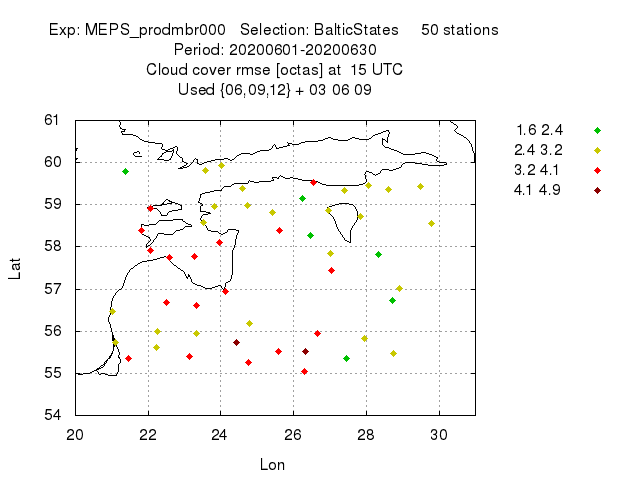 Exp: MEPS_prodmbr000   Selection: BalticStates     50 stations
Period: 20200601-20200630
Cloud cover rmse [octas] at  15 UTC
Used {06,09,12} + 03 06 09
1.6 2.4
2.4 3.2
3.2 4.1
4.1 4.9
Lat
61
60
59
58
57
56
55
54
20 22 24 26 28 30
Lon